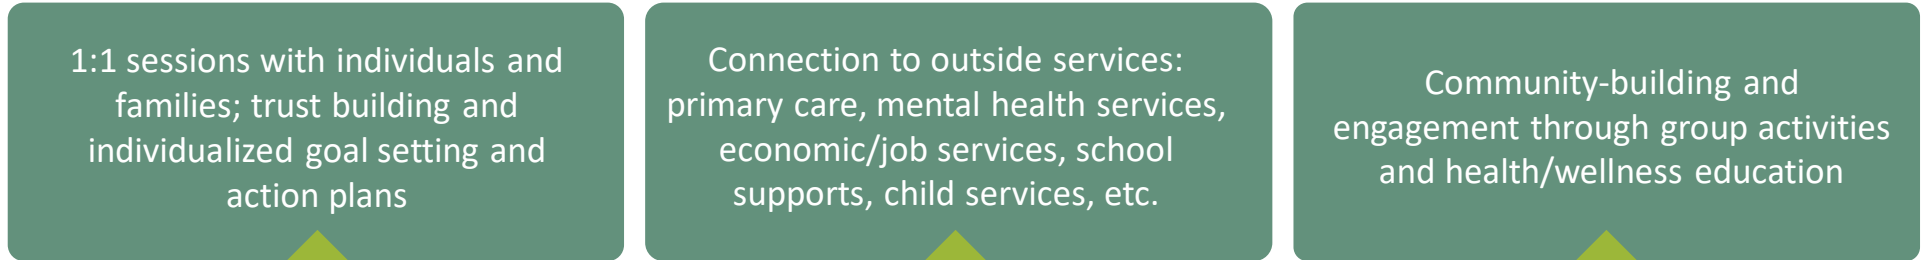 1:1 sessions with individuals and
families; trust building and
individualized goal setting and
action plans
Connection to outside services:
primary care, mental health services,
economic/job services, school
supports, child services, etc.
Community-building and
engagement through group activities
and health/wellness education